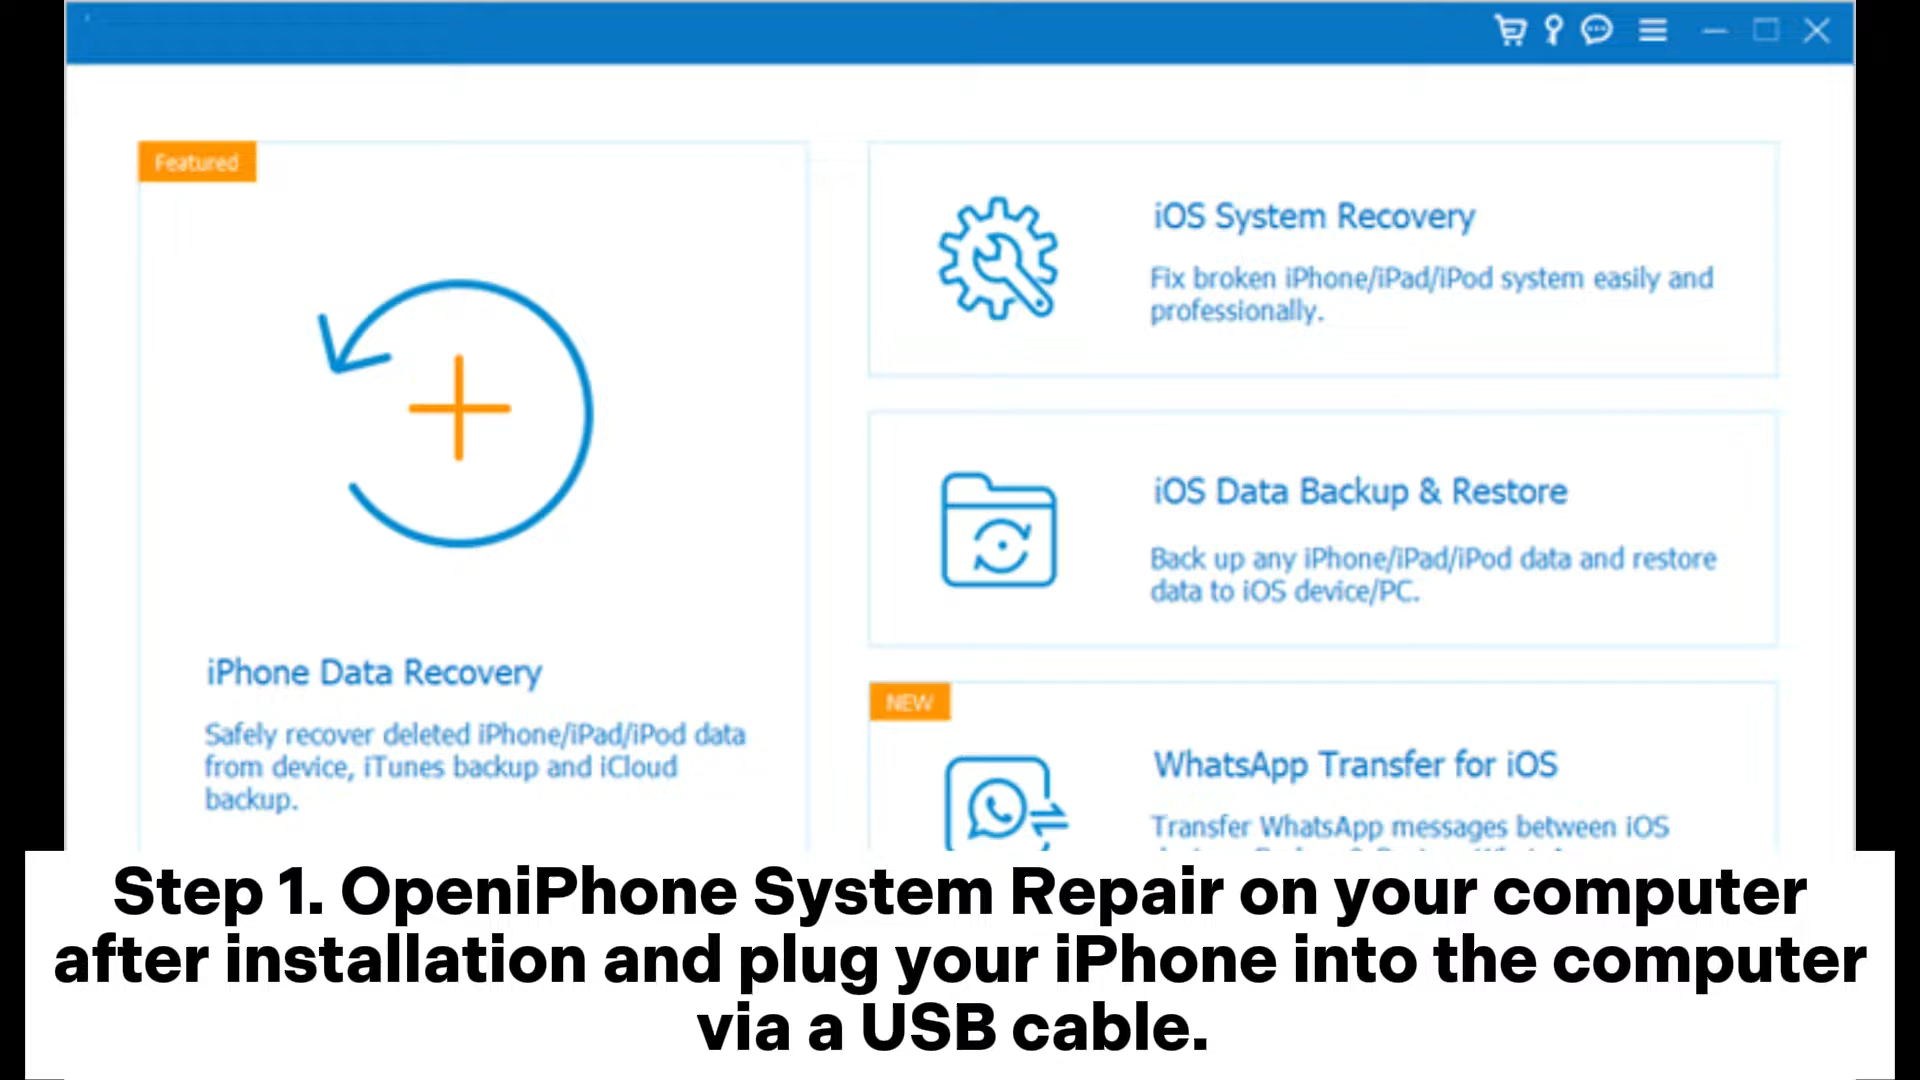 Featured
iPhone Data Recovery
Safely recover deleted iPhone/iPad/iPod data
from device, iTunes backup and iCloud
backup.
iOS System Recovery
Fix broken iPhone/iPad/iPod system easily and
professionally.
iOS Data Backup & Restore
Back up any iPhone/iPad/iPod data and restore
data to iOS device/PC.
NEW
WhatsApp Transfer for iOS
Transfer WhatsApp messages between iOS
Step 1. OpeniPhone System Repair on your computer
after installation and plug your iPhone into the computer
via a USB cable.